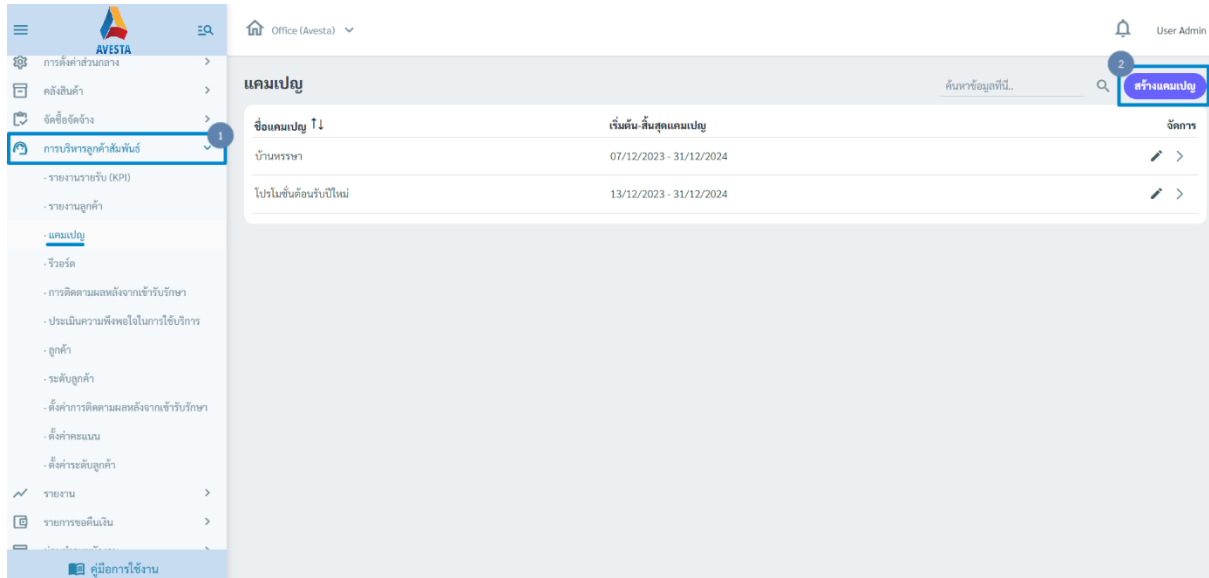 AVESTA
Office (Avesta)
User Admin
การตั้งค่าส่วนกลาง
คลังสินค้า
จัดซื้อจัดจ้าง
1
การบริหารลูกค้าสัมพันธ์
- รายงานรายรับ (KPI)
- รายงานลูกค้า
- แคมเปญ
- รีวอร์ด
- การติดตามผลหลังจากเข้ารับรักษา
- ประเมินความพึงพอใจในการใช้บริการ
- ลูกค้า
- ระดับลูกค้า
- ตั้งค่าการติดตามผลหลังจากเข้ารับรักษา
- ตั้งค่าคะแนน
- ตั้งค่าระดับลูกค้า
รายงาน
รายการขอคืนเงิน
คู่มือการใช้งาน
แคมเปญ
ค้นหาข้อมูลที่นี่..
2
สร้างแคมเปญ
ชื่อแคมเปญ เริ่มต้น-สิ้นสุดแคมเปญ จัดการ
บ้านหรรษา 07/12/2023 - 31/12/2024
โปรโมชั่นต้อนรับปีใหม่ 13/12/2023 - 31/12/2024